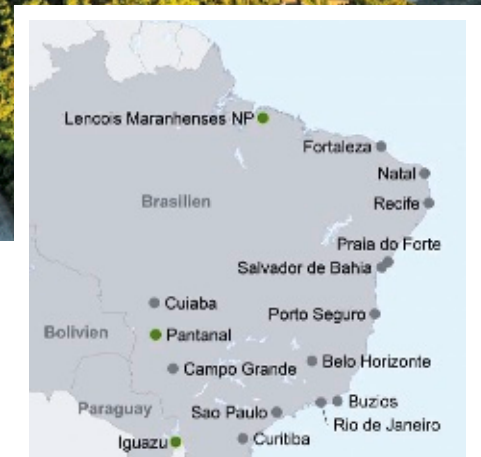 Lencois Maranhenses NP
Fortaleza
Natal
Brasilien
Recife
Praia do Forte
Salvador de Bahia
Cuiaba
Porto Seguro
Bolivien
Pantanal
Belo Horizonte
Campo Grande
Buzios
Paraguay
Sao Paulo
Rio de Janeiro
Iguazu
Curitiba